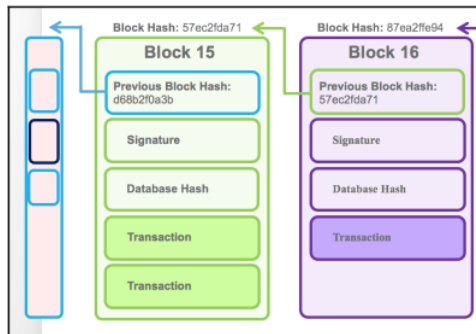 Block Hash: 57ec2fda71
Block 15
Previous Block Hash:
d68b2f0a3b
Signature
Database Hash
Transaction
Transaction
Block Hash: 87ea2ffe94
Block 16
Previous Block Hash:
57ec2fda71
Signature
Database Hash
Transaction